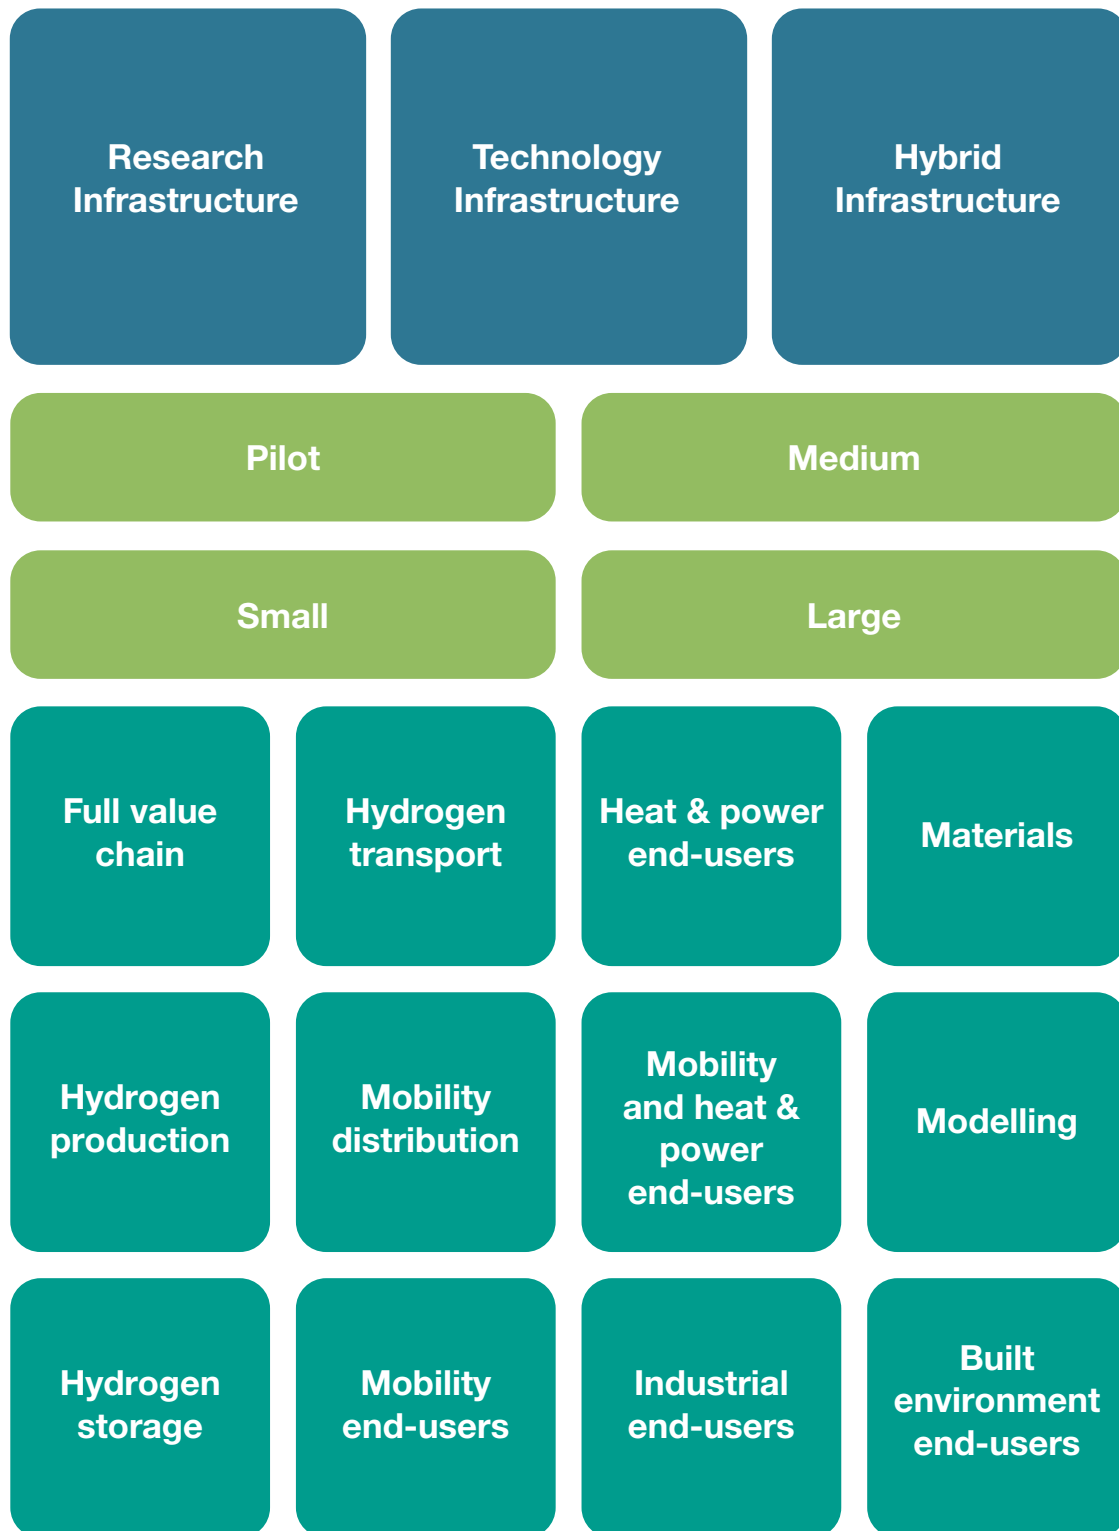 Research
Infrastructure
Technology
Infrastructure
Hybrid
Infrastructure
Pilot
Medium
Small
Large
Full value
chain
Hydrogen
transport
Heat & power
end-users
Materials
Hydrogen
production
Mobility
distribution
Mobility
and heat &
power
end-users
Modelling
Hydrogen
storage
Mobility
end-users
Industrial
end-users
Built
environment
end-users